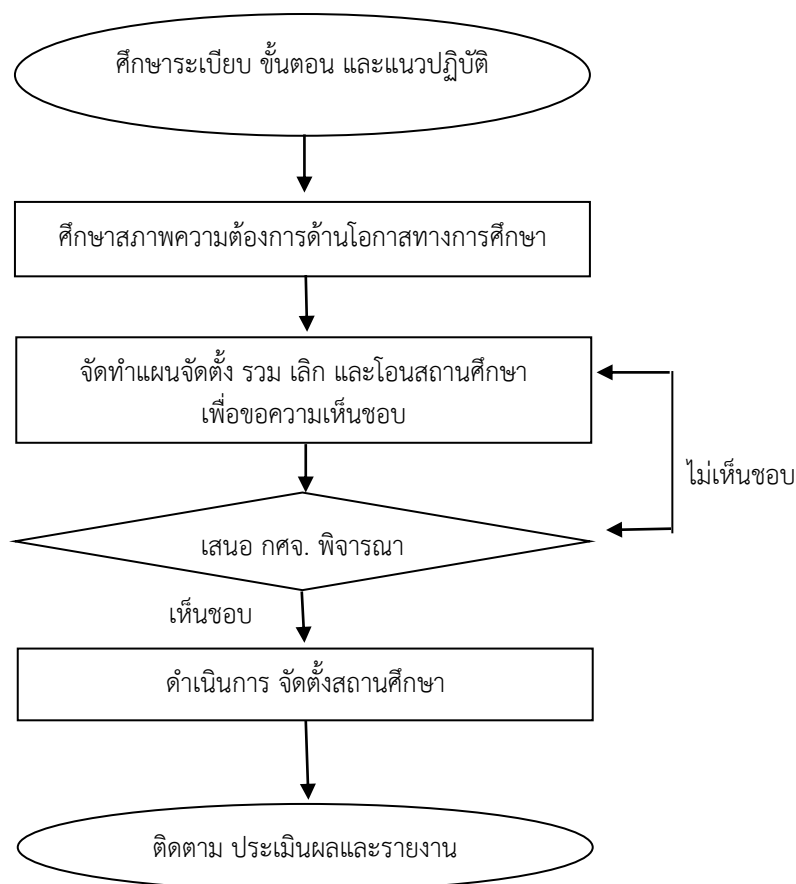 ศึกษาระเบียบ ขั้นตอน และแนวปฏิบัติ
ศึกษาสภาพความต้องการด้านโอกาสทางการศึกษา
จัดทำแผนจัดตั้ง รวม เลิก และโอนสถานศึกษา
เพื่อขอความเห็นชอบ
ไม่เห็นชอบ
เสนอ กศจ. พิจารณา
เห็นชอบ
ดำเนินการ จัดตั้งสถานศึกษา
ติดตาม ประเมินผลและรายงาน